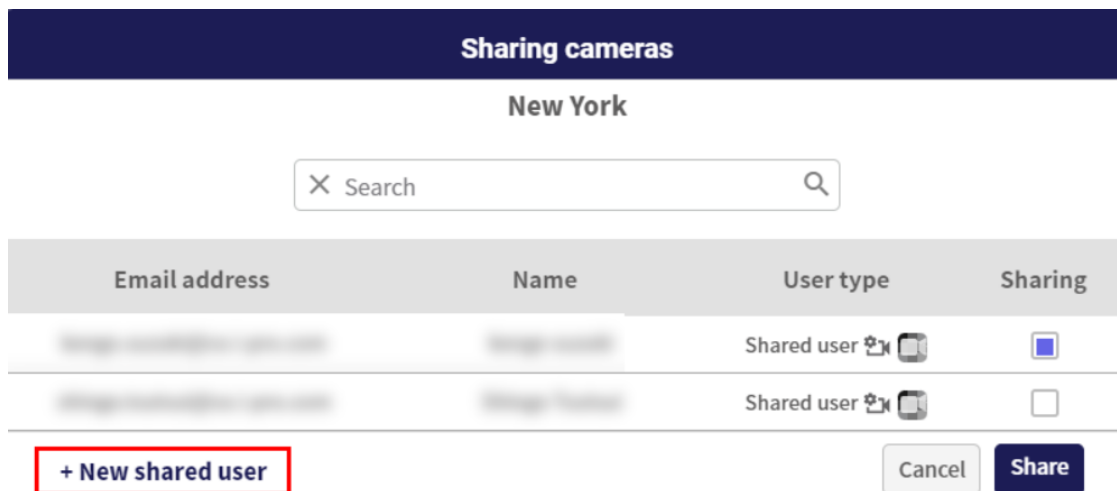 Sharing cameras
New York
Search
Email address Name User type Sharing
Shared user
Shared user
+ New shared user Cancel Share